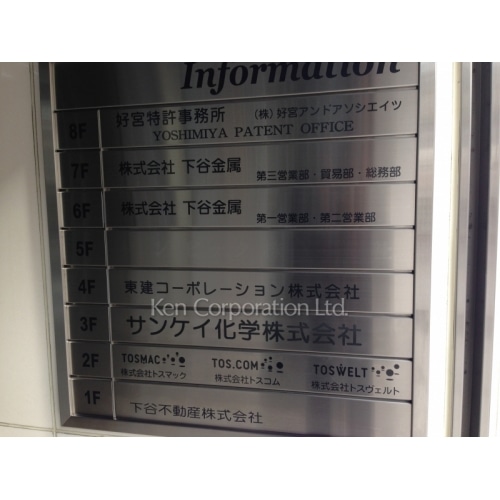 Information
8F 好宮特許事務所 (株)好宮アンドアソシエイツ
YOSHIMIYA PATENT OFFICE
7F 株式会社 下谷金属 第三営業部・貿易部・総務部
6F 株式会社 下谷金属 第一営業部・第二営業部
5F
4F 東建コーポレーション株式会社
Ken Corporation Ltd.
3F サンケイ化学株式会社
2F TOSMAC TOS.COM TOSWELT
株式会社トスマック 株式会社トスコム 株式会社トスヴェルト
1F 下谷不動産株式会社